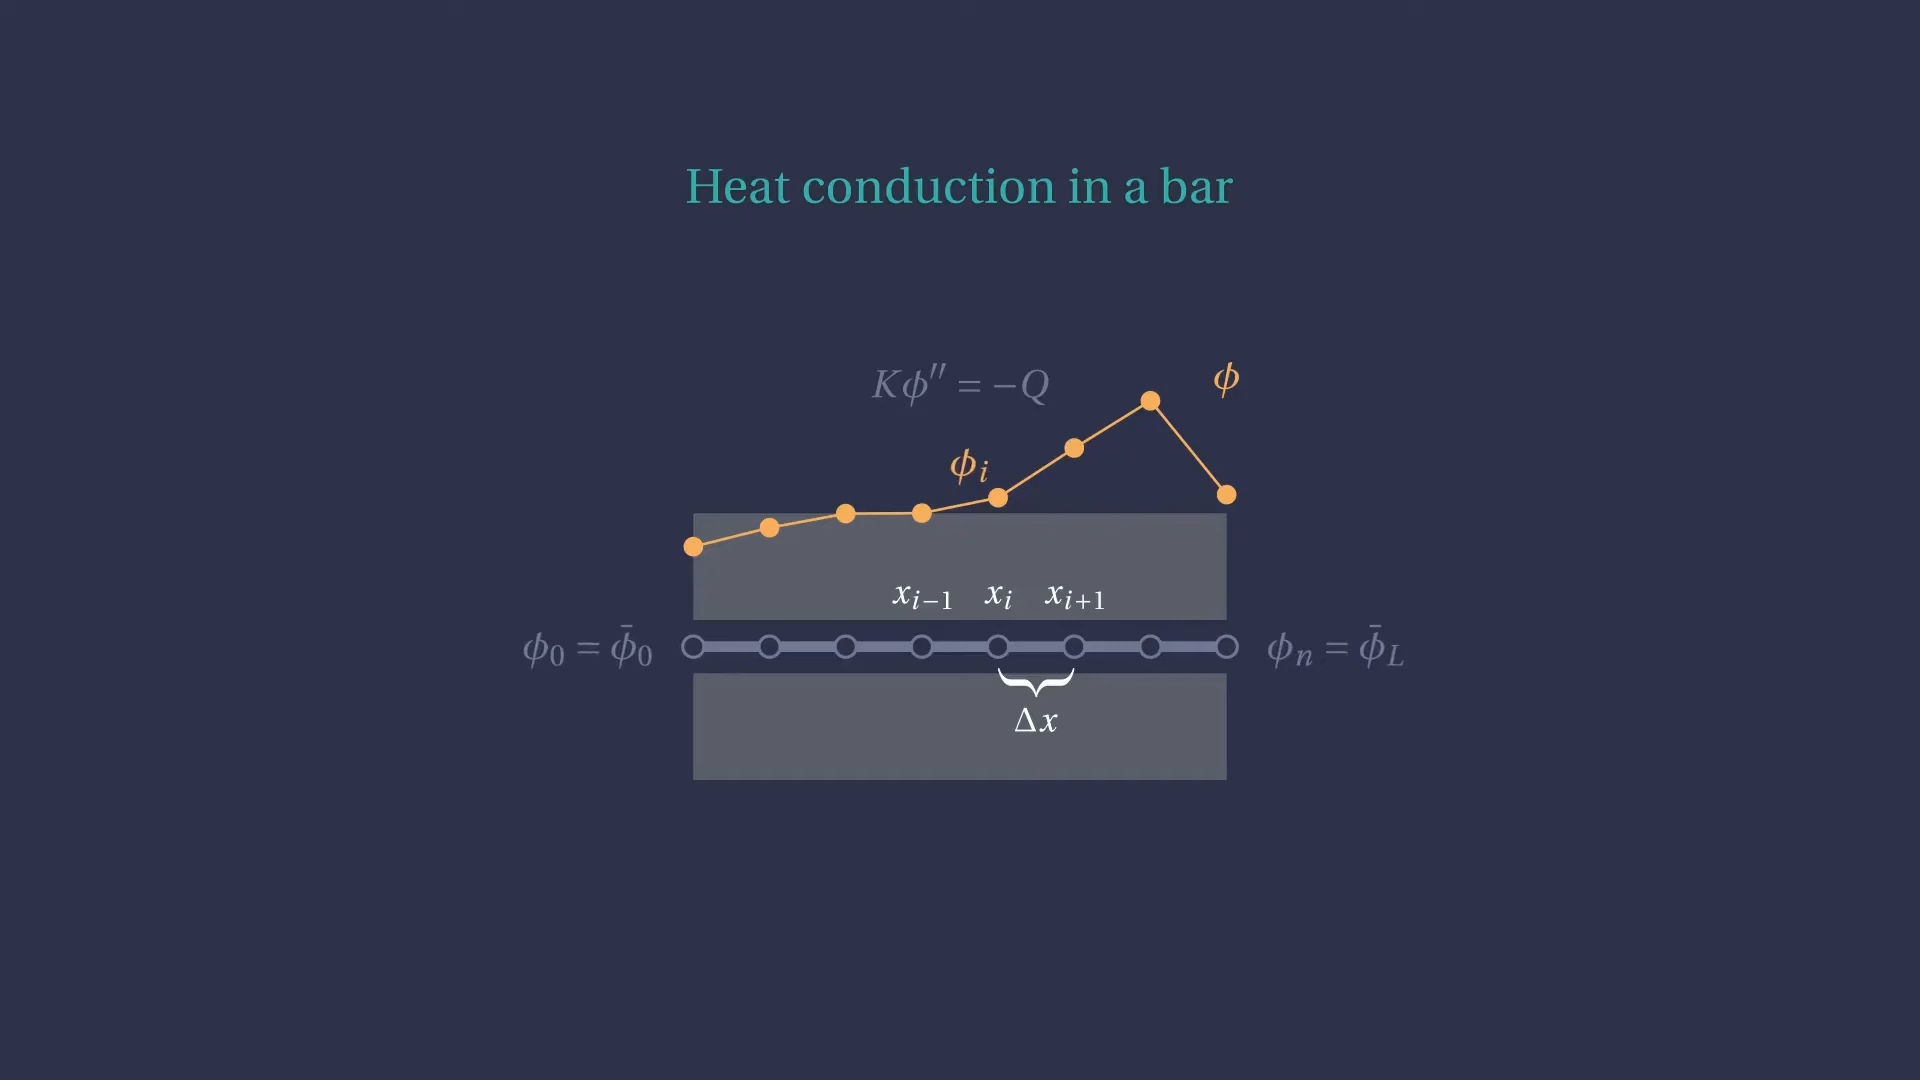 Heat conduction in a bar
Kϕ″ = −Q
ϕ
ϕᵢ
xᵢ₋₁ xᵢ xᵢ₊₁
ϕ₀ = ϕ̄₀
ϕₙ = ϕ̄_L
Δx